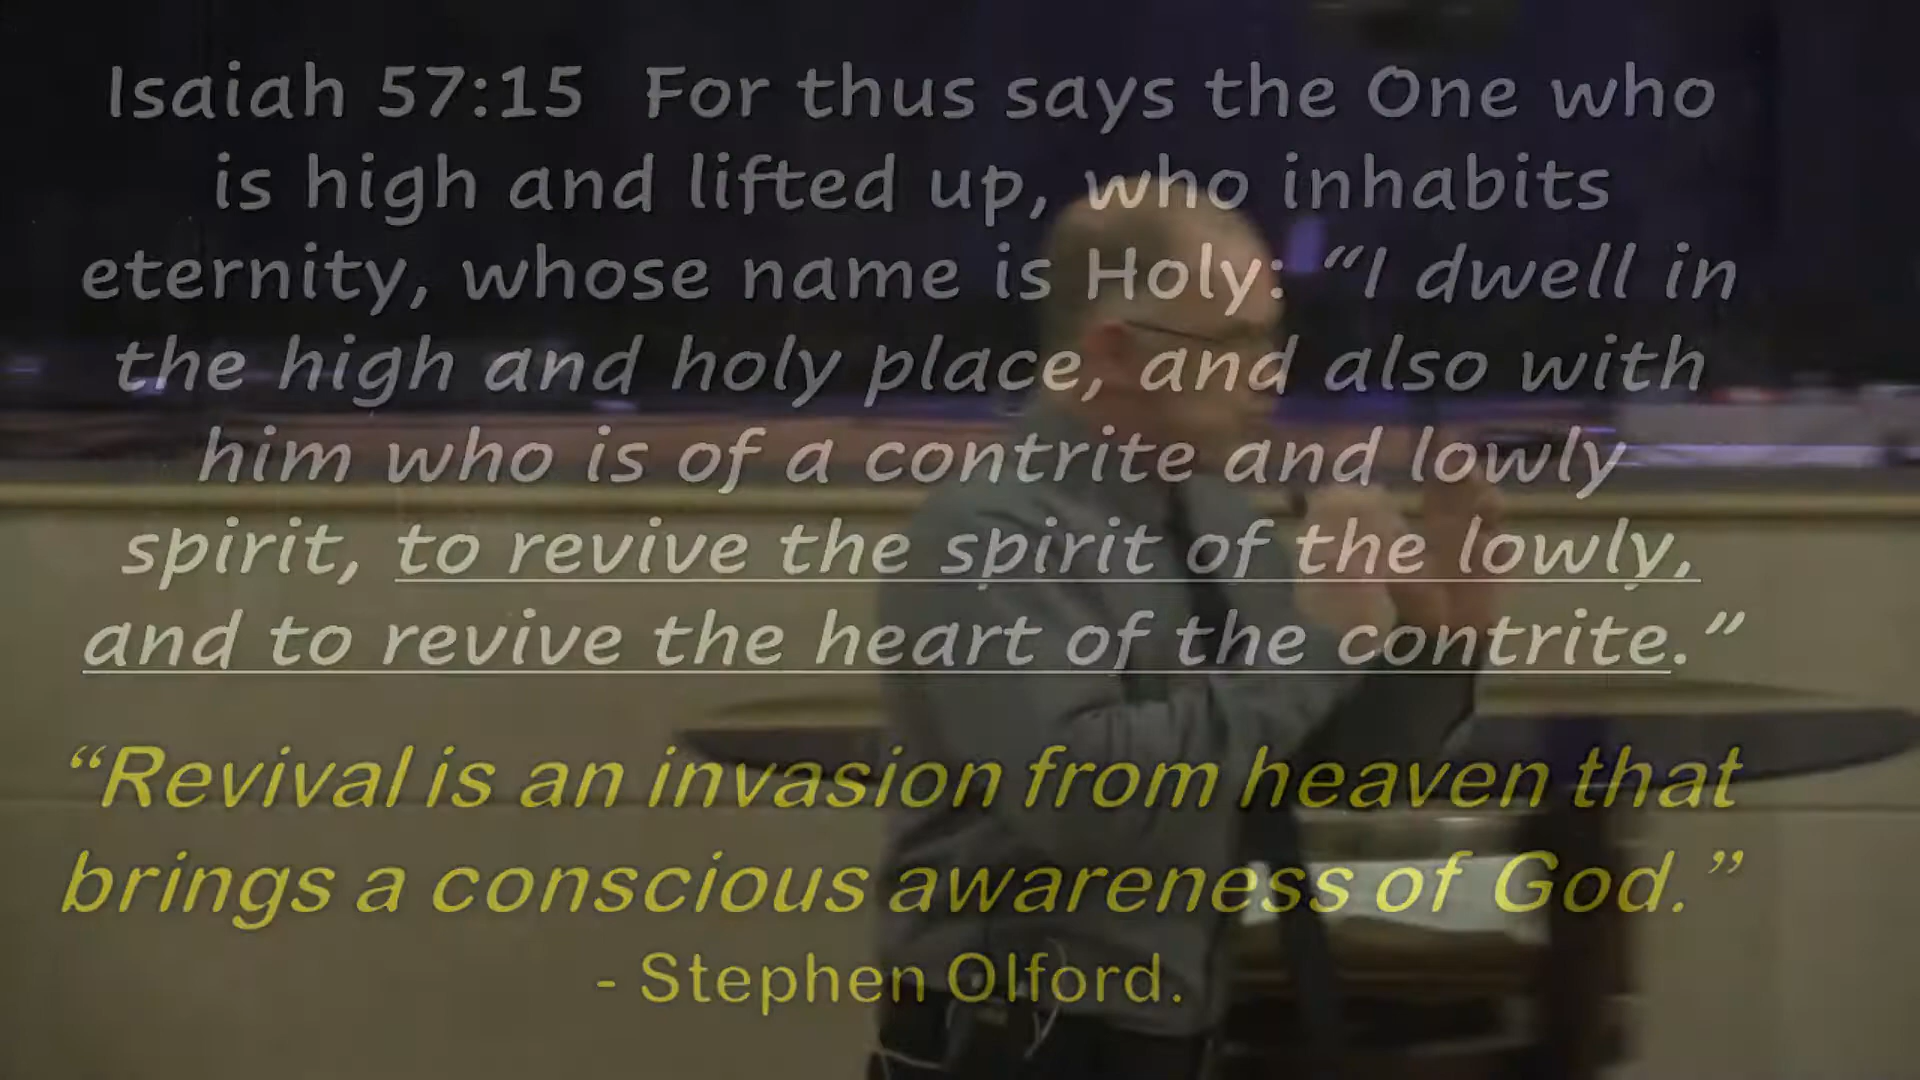 Isaiah 57:15 For thus says the One who
is high and lifted up, who inhabits
eternity, whose name is Holy: “I dwell in
the high and holy place, and also with
him who is of a contrite and lowly
spirit, to revive the spirit of the lowly,
and to revive the heart of the contrite.”
“Revival is an invasion from heaven that
brings a conscious awareness of God.”
- Stephen Olford.